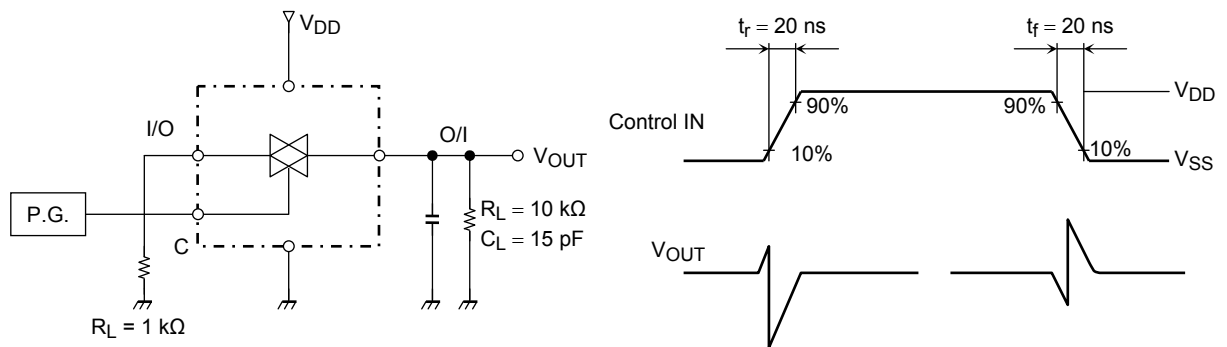 V_DD
I/O
O/I
V_OUT
P.G.
R_L = 10 kΩ
C_L = 15 pF
C
R_L = 1 kΩ
t_r = 20 ns
t_f = 20 ns
Control IN
90%
10%
90%
10%
V_DD
V_SS
V_OUT